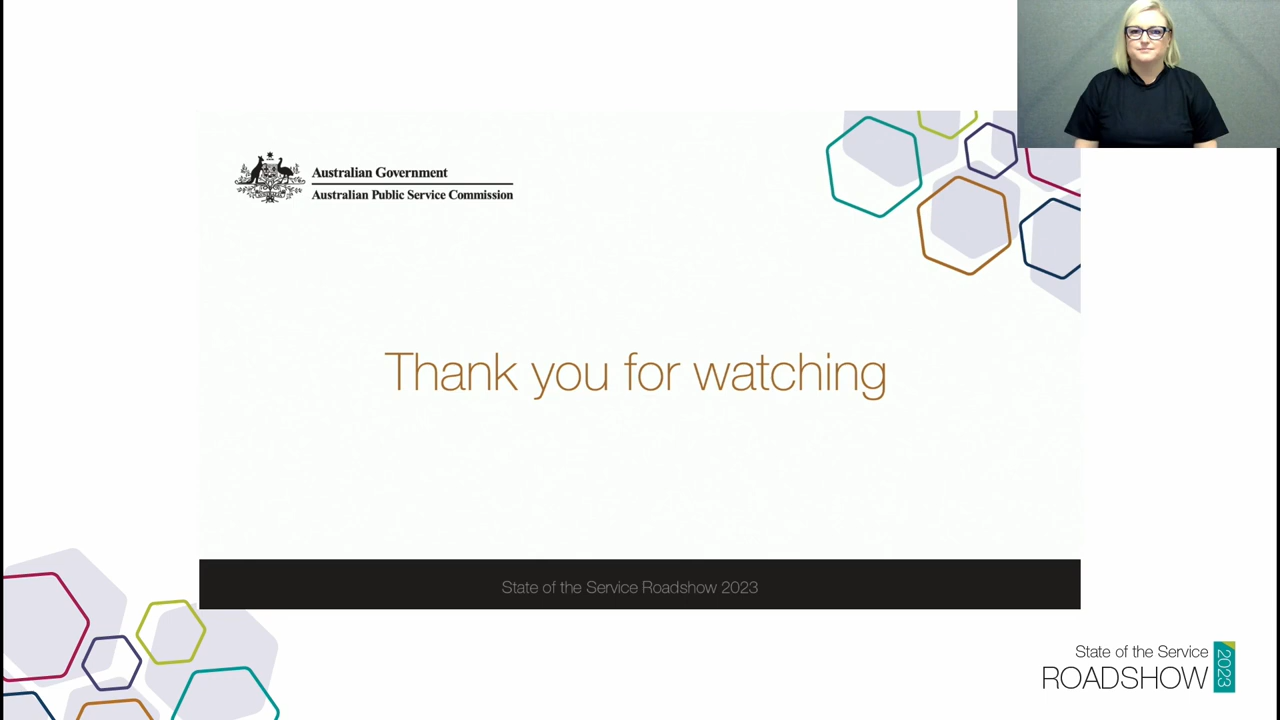 Australian Government
Australian Public Service Commission
Thank you for watching
State of the Service Roadshow 2023
State of the Service
ROADSHOW 2023